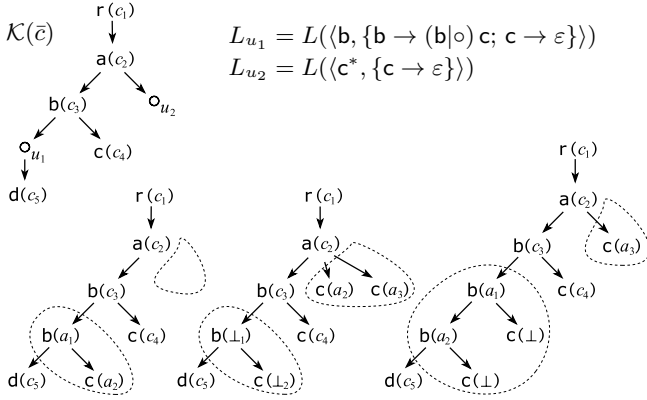 𝒦(c̄)
r(c₁)
a(c₂)
b(c₃)
u₂
u₁
c(c₄)
d(c₅)
L_{u₁} = L(⟨b, {b → (b|∘) c; c → ε}⟩)
L_{u₂} = L(⟨c*, {c → ε}⟩)
r(c₁)
a(c₂)
b(c₃)
b(a₁)
c(c₄)
d(c₅)
c(a₂)
r(c₁)
a(c₂)
b(c₃)
c(a₂)
c(a₃)
b(⊥₁)
c(c₄)
d(c₅)
c(⊥₂)
r(c₁)
a(c₂)
b(c₃)
c(a₃)
b(a₁)
c(c₄)
b(a₂)
c(⊥)
d(c₅)
c(⊥)